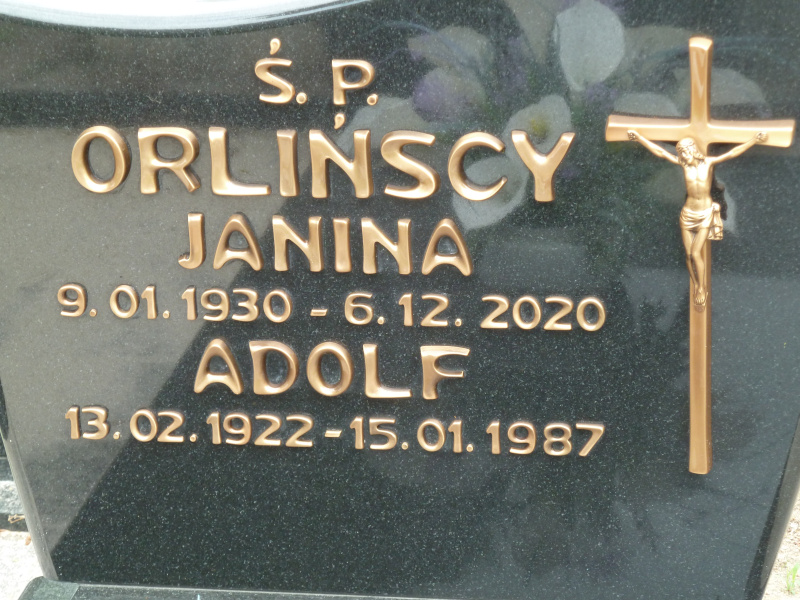 Ś. P.
ORLIŃSCY
JANINA
9.01.1930 - 6.12.2020
ADOLF
13.02.1922 - 15.01.1987